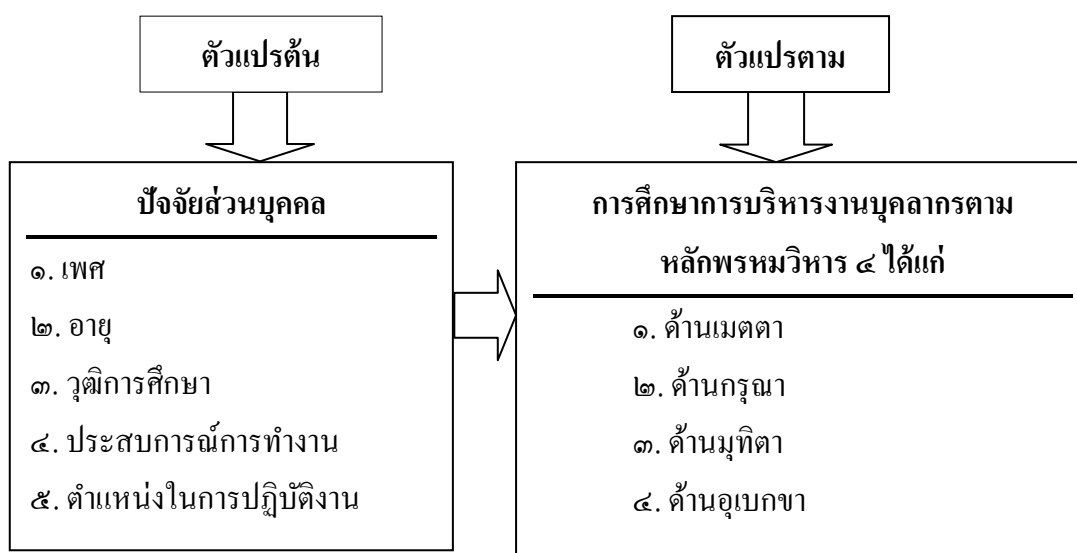 ตัวแปรต้น
ตัวแปรตาม
ปัจจัยส่วนบุคคล
๑. เพศ
๒. อายุ
๓. วุฒิการศึกษา
๔. ประสบการณ์การทำงาน
๕. ตำแหน่งในการปฏิบัติงาน
การศึกษาการบริหารงานบุคลากรตาม
หลักพรหมวิหาร ๔ ได้แก่
๑. ด้านเมตตา
๒. ด้านกรุณา
๓. ด้านมุทิตา
๔. ด้านอุเบกขา